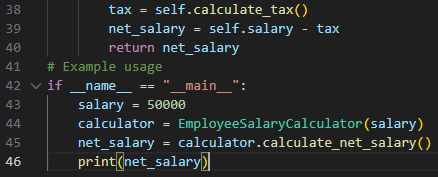 38 tax = self.calculate_tax()
39 net_salary = self.salary - tax
40 return net_salary
41 # Example usage
42 if __name__ == "__main__":
43 salary = 50000
44 calculator = EmployeeSalaryCalculator(salary)
45 net_salary = calculator.calculate_net_salary()
46 print(net_salary)